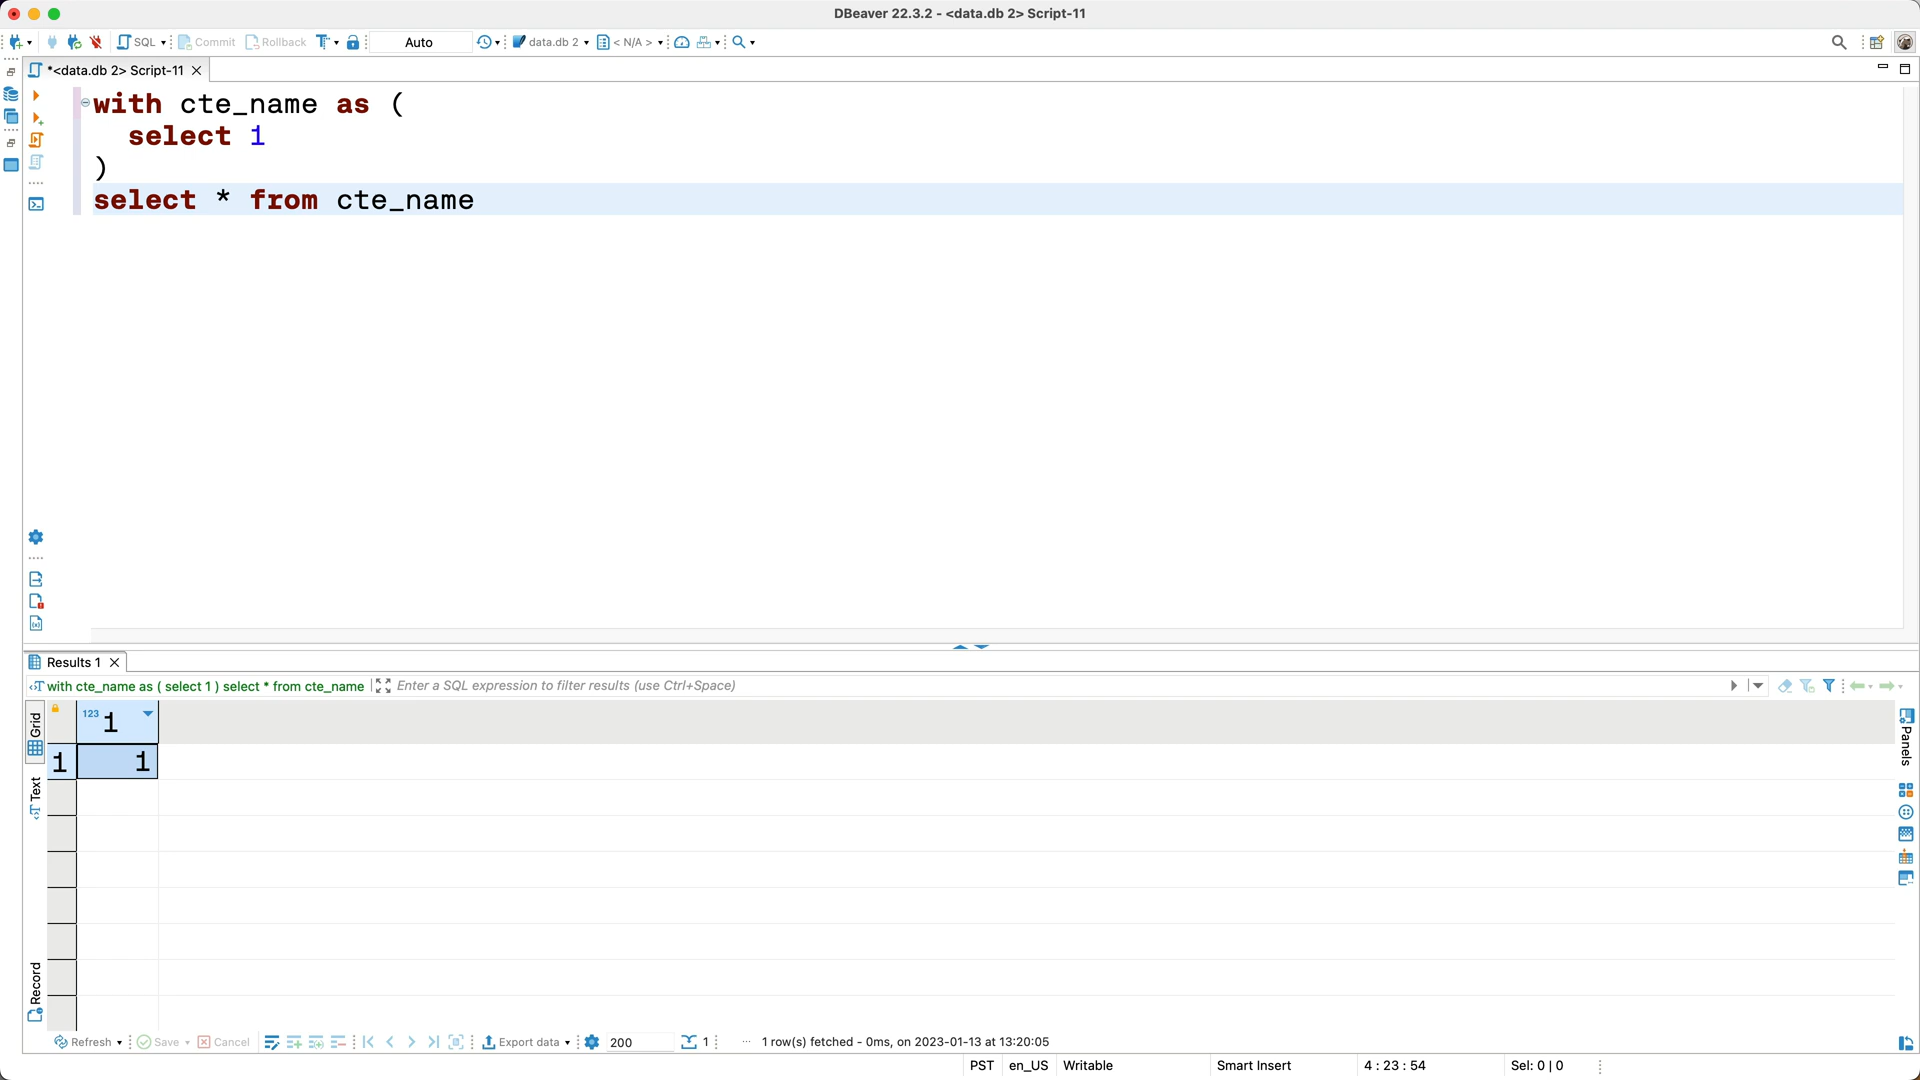 DBeaver 22.3.2 - <data.db 2> Script-11
SQL
Commit
Rollback
Auto
data.db 2
< N/A >
*<data.db 2> Script-11
with cte_name as (
select 1
)
select * from cte_name
Results 1
with cte_name as ( select 1 ) select * from cte_name
Enter a SQL expression to filter results (use Ctrl+Space)
Grid
Text
Record
Panels
123 1
1 1
Refresh
Save
Cancel
Export data
200
1
... 1 row(s) fetched - 0ms, on 2023-01-13 at 13:20:05
PST
en_US
Writable
Smart Insert
4 : 23 : 54
Sel: 0 | 0